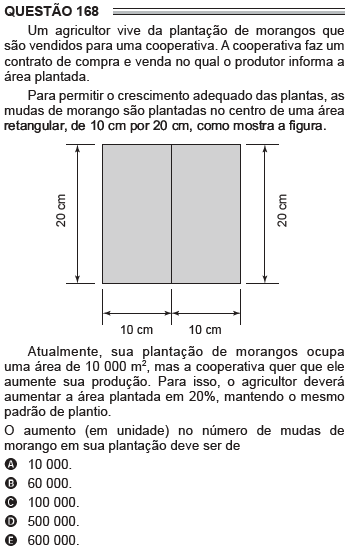 QUESTÃO 168
Um agricultor vive da plantação de morangos que
são vendidos para uma cooperativa. A cooperativa faz um
contrato de compra e venda no qual o produtor informa a
área plantada.
Para permitir o crescimento adequado das plantas, as
mudas de morango são plantadas no centro de uma área
retangular, de 10 cm por 20 cm, como mostra a figura.
20 cm
20 cm
10 cm
10 cm
Atualmente, sua plantação de morangos ocupa
uma área de 10 000 m², mas a cooperativa quer que ele
aumente sua produção. Para isso, o agricultor deverá
aumentar a área plantada em 20%, mantendo o mesmo
padrão de plantio.
O aumento (em unidade) no número de mudas de
morango em sua plantação deve ser de
A 10 000.
B 60 000.
C 100 000.
D 500 000.
E 600 000.